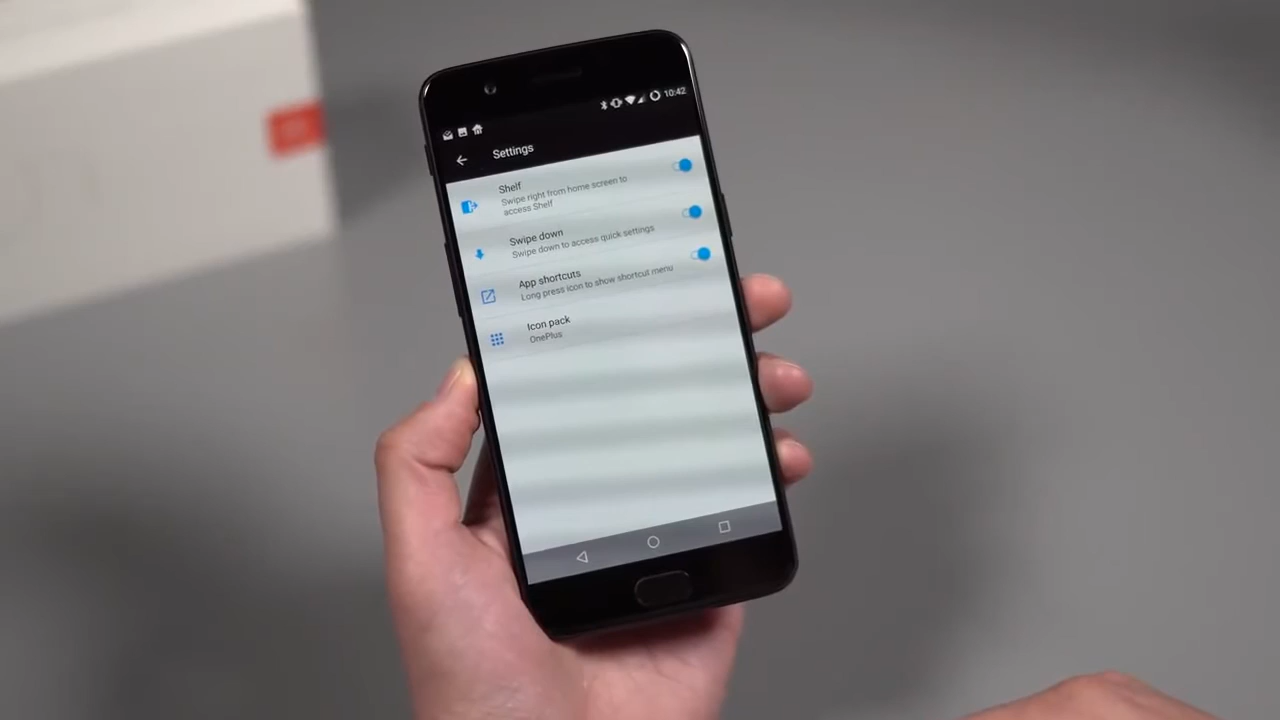 10:42
Settings
Shelf
Swipe right from home screen to
access Shelf
Swipe down
Swipe down to access quick settings
App shortcuts
Long press icon to show shortcut menu
Icon pack
OnePlus